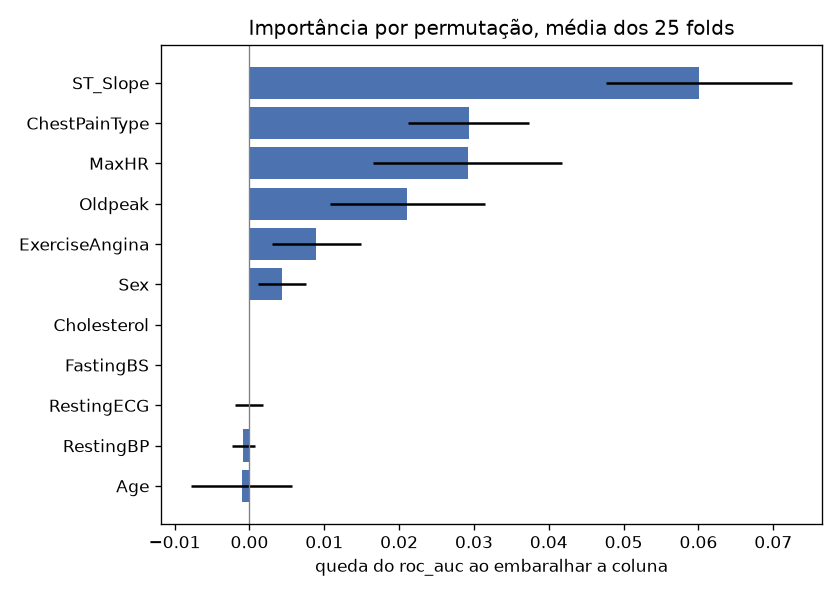 Importância por permutação, média dos 25 folds
ST_Slope
ChestPainType
MaxHR
Oldpeak
ExerciseAngina
Sex
Cholesterol
FastingBS
RestingECG
RestingBP
Age
−0.01 0.00 0.01 0.02 0.03 0.04 0.05 0.06 0.07
queda do roc_auc ao embaralhar a coluna